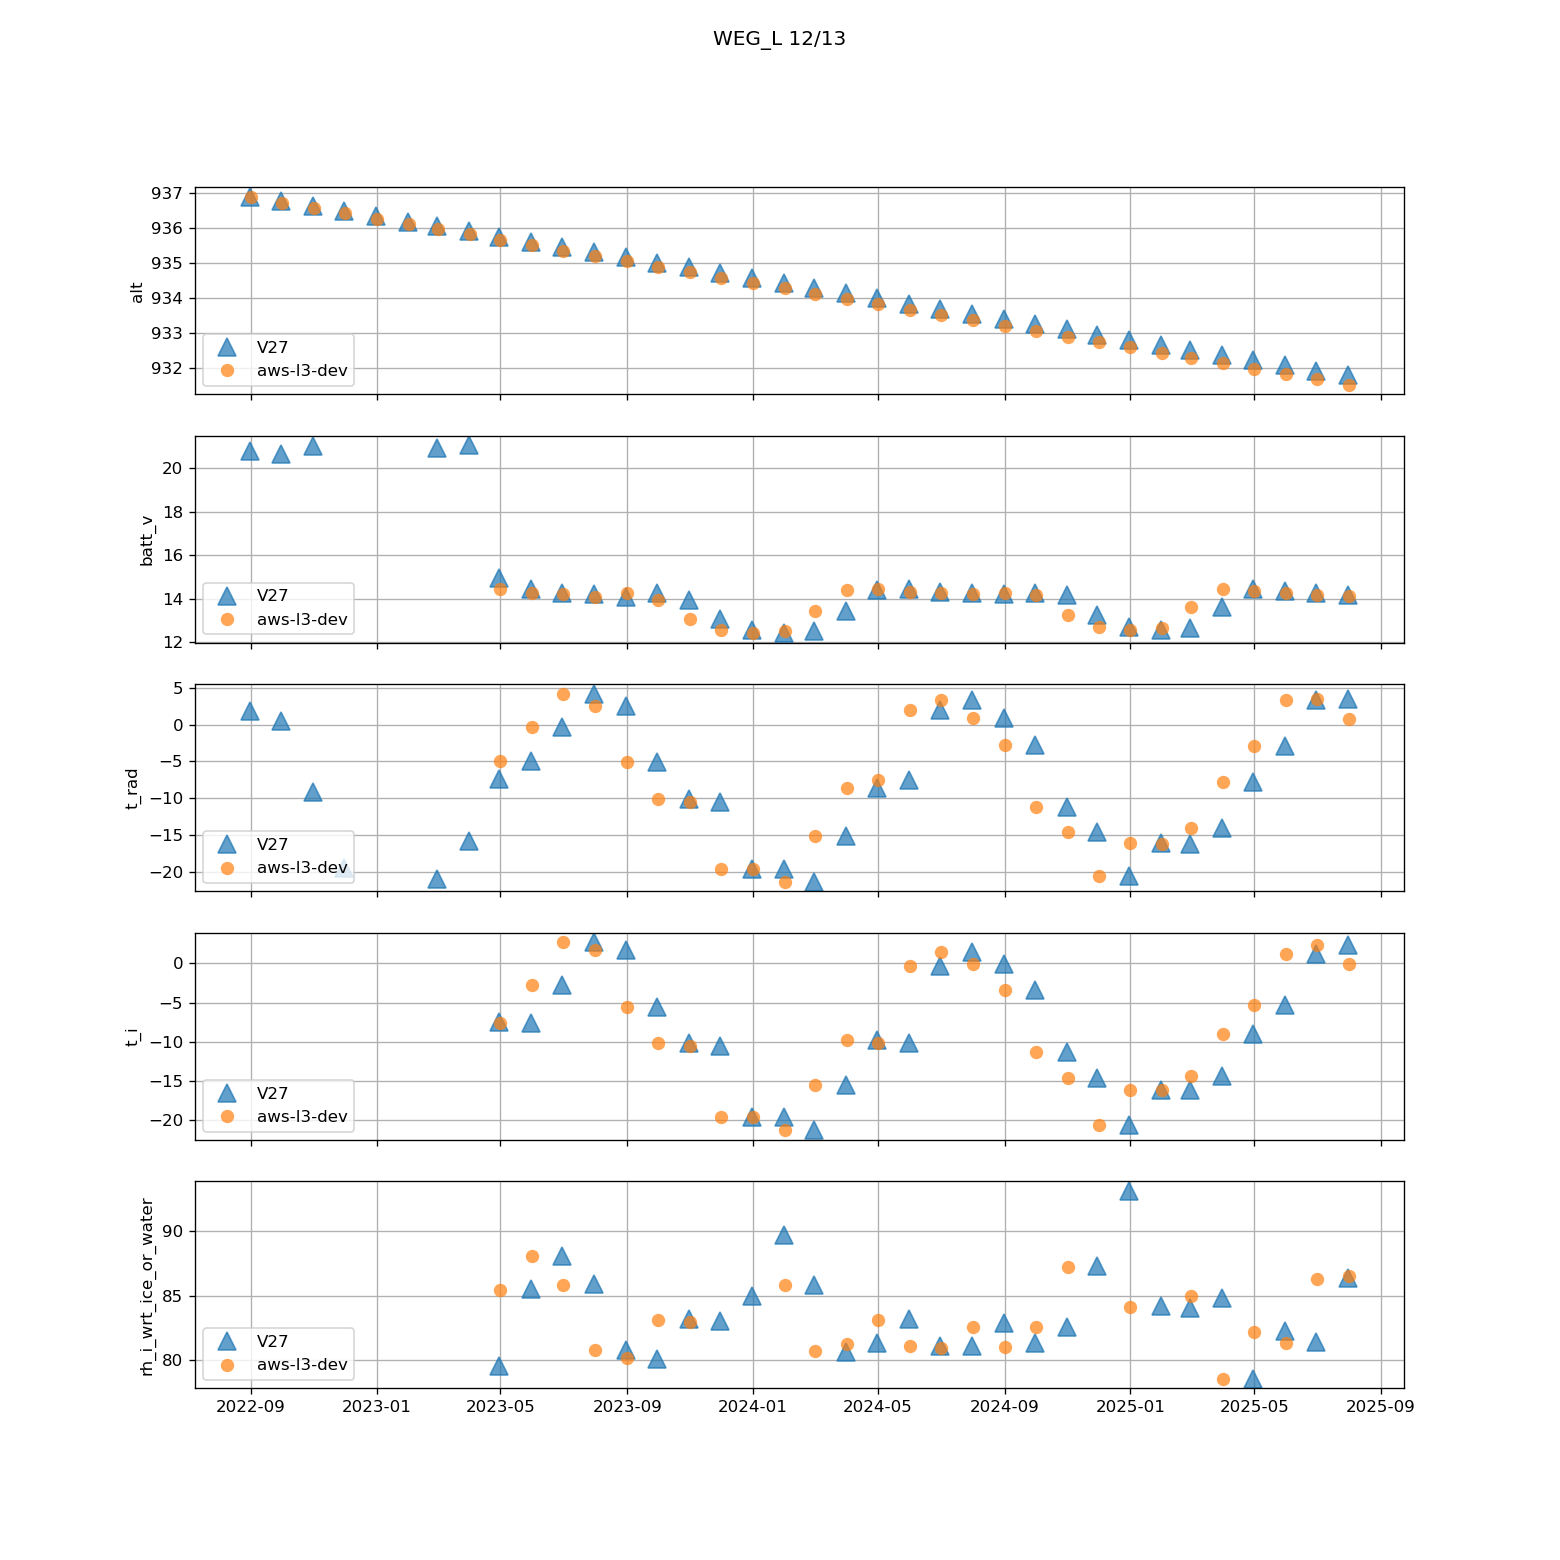 WEG_L 12/13
937
936
935
934
933
932
alt
V27
aws-l3-dev
20
18
16
14
12
batt_v
V27
aws-l3-dev
5
0
−5
−10
−15
−20
t_rad
V27
aws-l3-dev
0
−5
−10
−15
−20
t_i
V27
aws-l3-dev
90
85
80
rh_i_wrt_ice_or_water
V27
aws-l3-dev
2022-09 2023-01 2023-05 2023-09 2024-01 2024-05 2024-09 2025-01 2025-05 2025-09